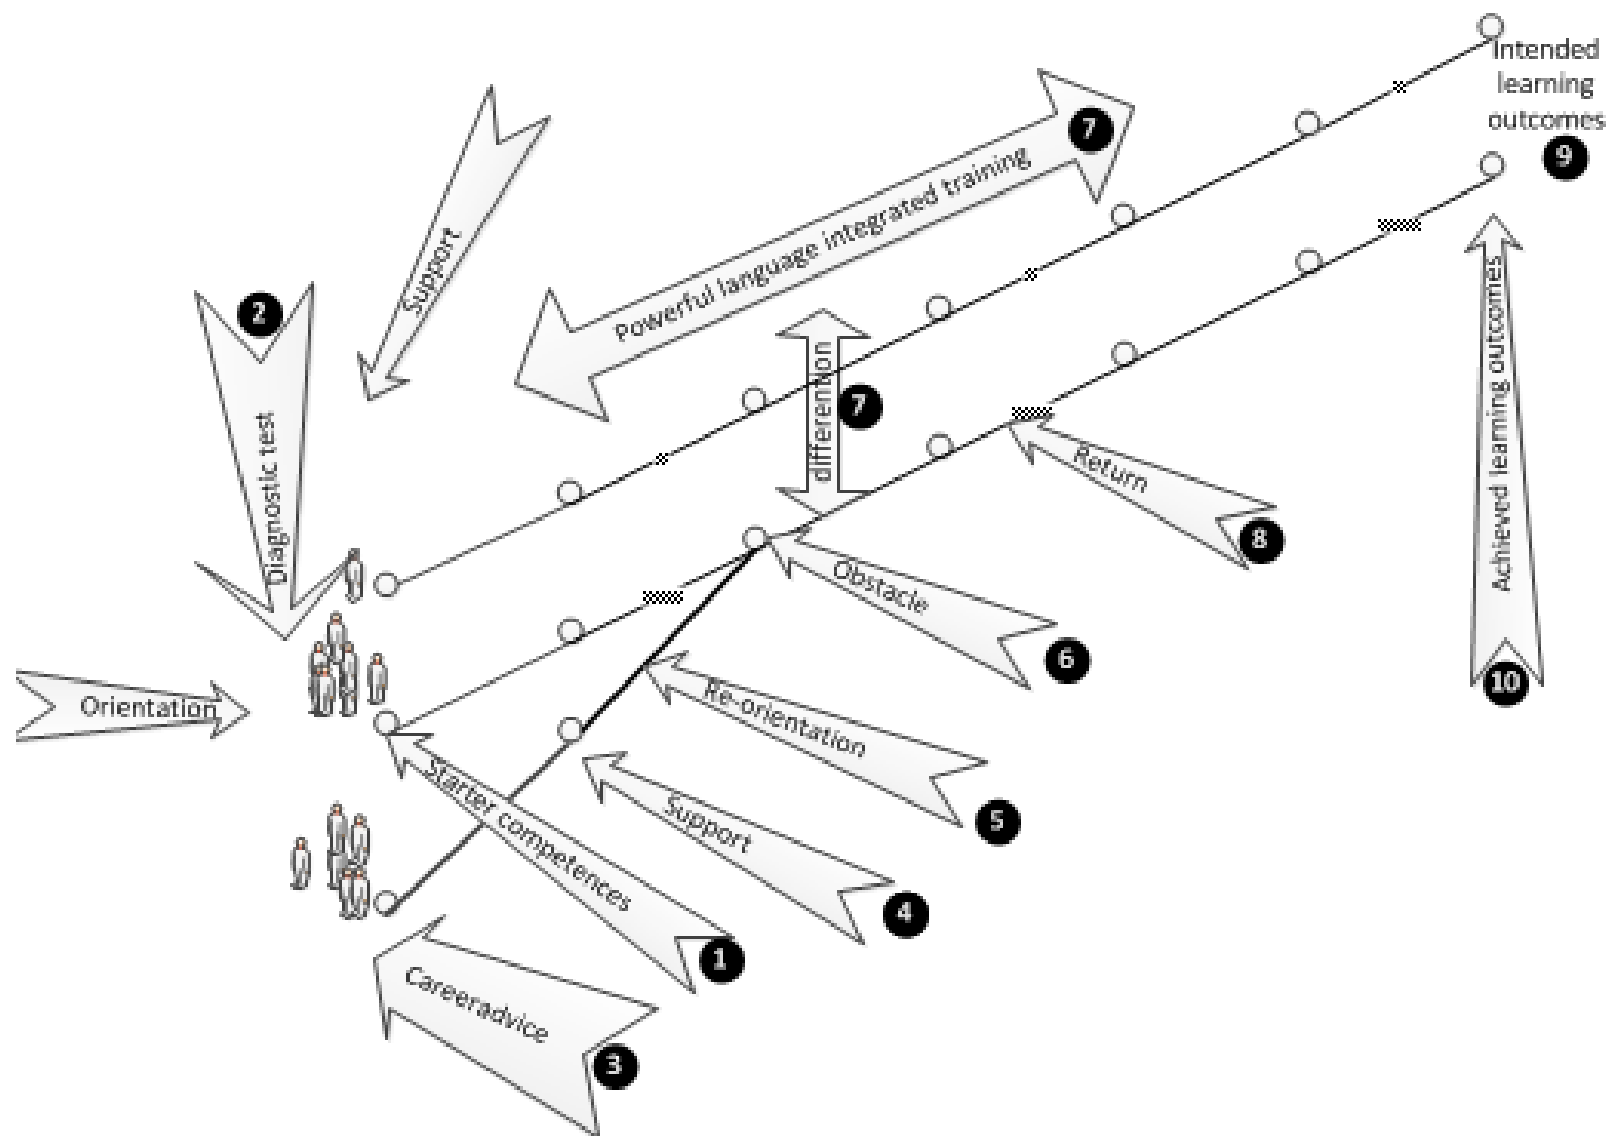 Intended
learning
outcomes
9
7
Powerful language integrated training
Support
2
Diagnostic test
differention
7
Return
8
Achieved learning outcomes
10
Obstacle
6
Orientation
Re-orientation
5
Support
4
Starter competences
1
Careeradvice
3